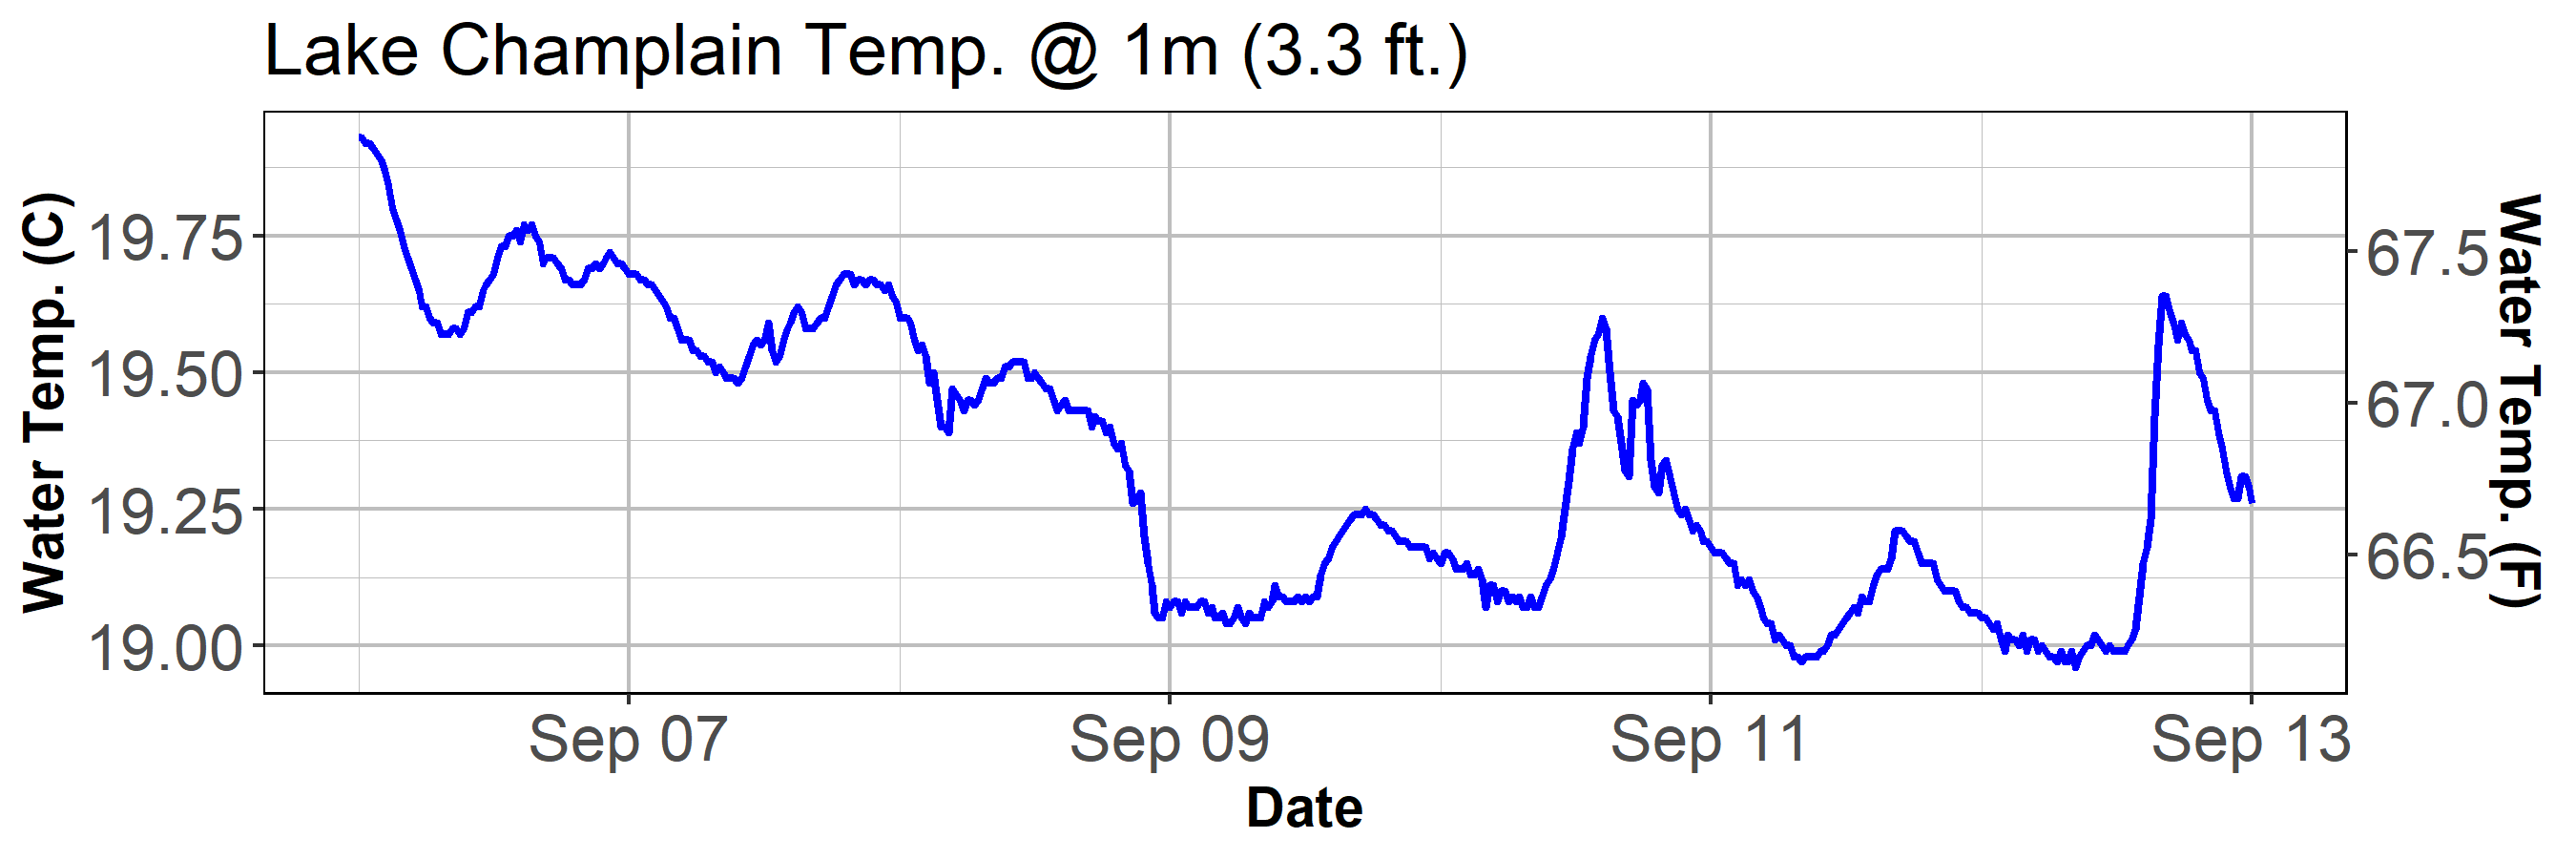 Lake Champlain Temp. @ 1m (3.3 ft.)
Water Temp. (C)
19.75
19.50
19.25
19.00
67.5
67.0
66.5
Water Temp. (F)
Sep 07
Sep 09
Sep 11
Sep 13
Date